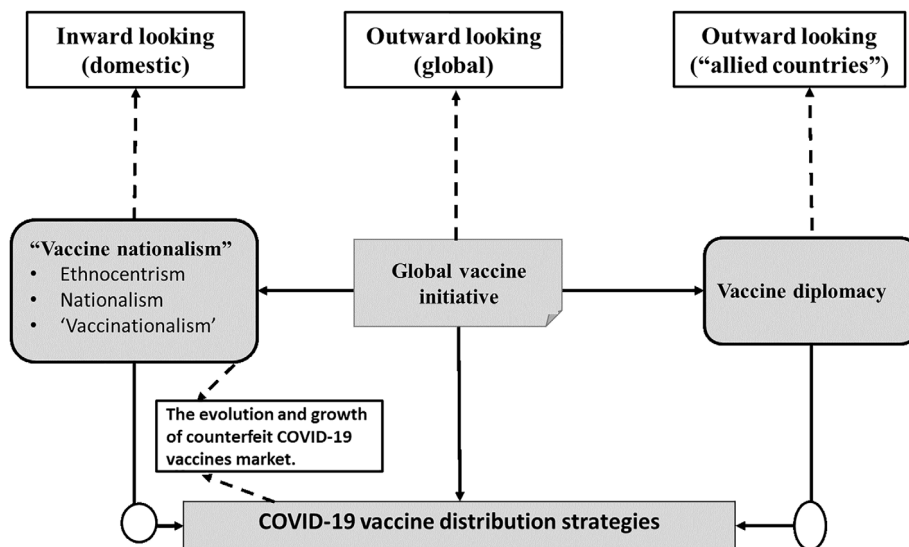 Inward looking
(domestic)
Outward looking
(global)
Outward looking
(“allied countries”)
“Vaccine nationalism”
• Ethnocentrism
• Nationalism
• ‘Vaccinationalism’
Global vaccine
initiative
Vaccine diplomacy
The evolution and growth
of counterfeit COVID-19
vaccines market.
COVID-19 vaccine distribution strategies